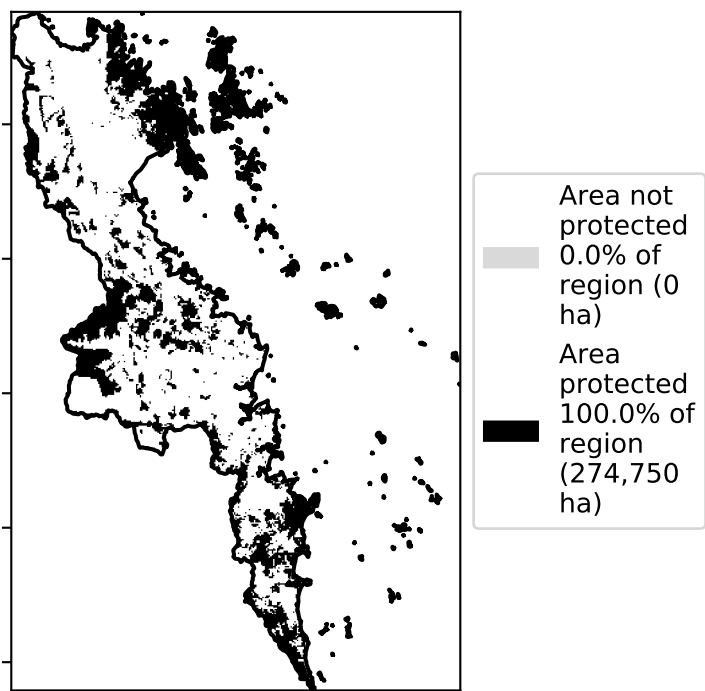 Area not
protected
0.0% of
region (0
ha)
Area
protected
100.0% of
region
(274,750
ha)